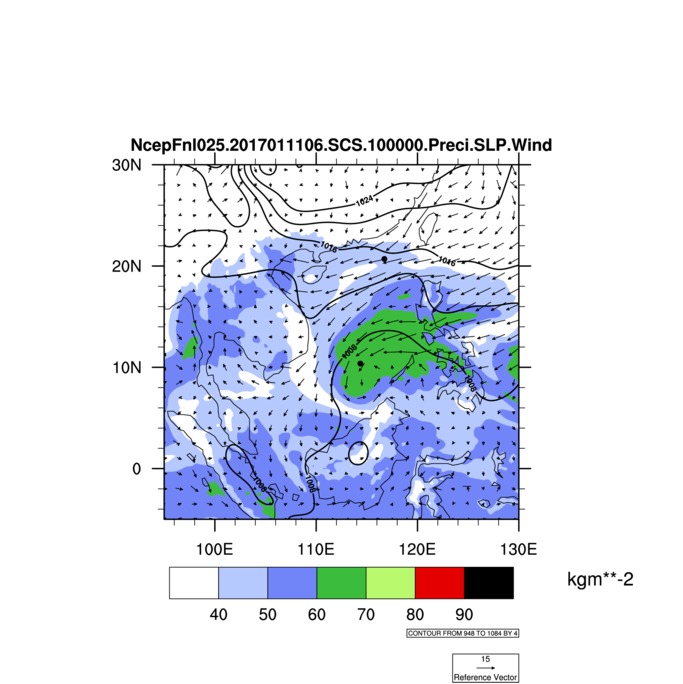 NcepFnl025.2017011106.SCS.100000.Preci.SLP.Wind
30N
1024
1016
1016
20N
1008
10N
1008
0
1008
1008
100E 110E 120E 130E
kgm**-2
40 50 60 70 80 90
CONTOUR FROM 948 TO 1084 BY 4
15
Reference Vector